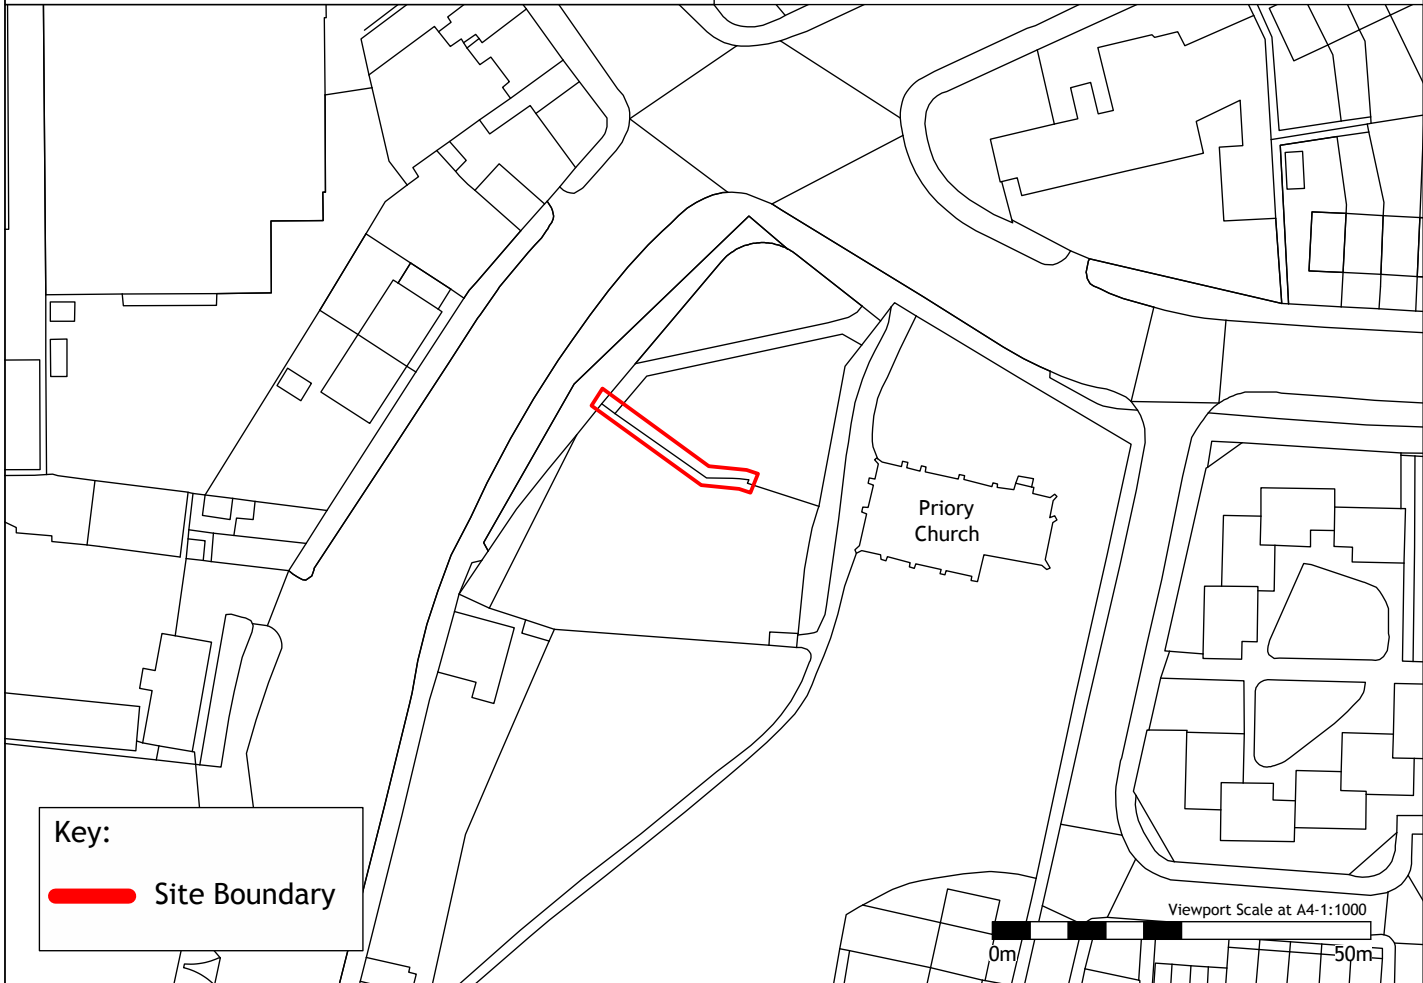 Priory
Church
Key:
Site Boundary
Viewport Scale at A4-1:1000
0m
50m